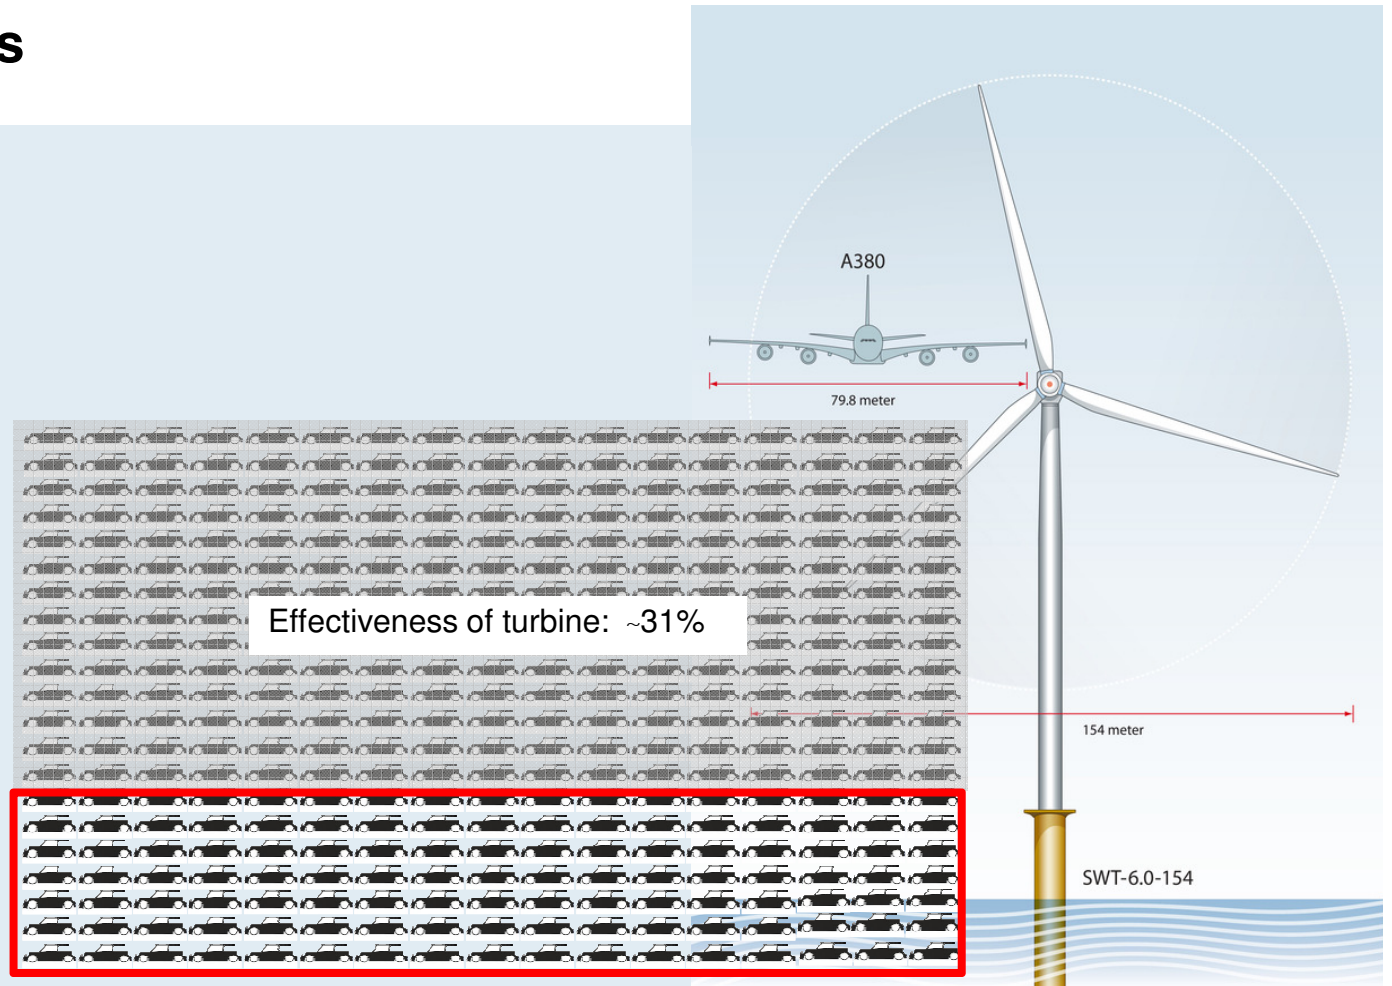 s
A380
79.8 meter
Effectiveness of turbine: ~31%
154 meter
SWT-6.0-154